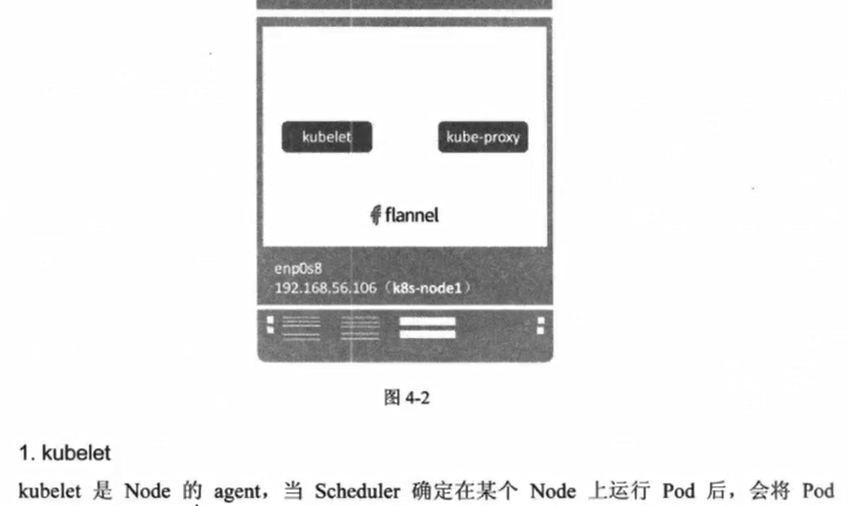 kubelet
kube-proxy
flannel
enp0s8
192.168.56.106（k8s-node1）
图 4-2
1. kubelet
kubelet 是 Node 的 agent，当 Scheduler 确定在某个 Node 上运行 Pod 后，会将 Pod